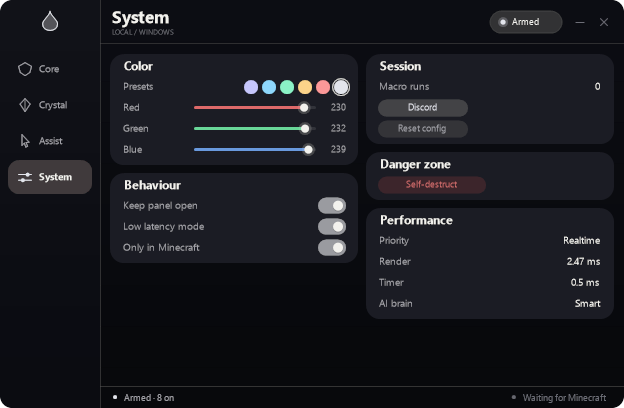 System
LOCAL / WINDOWS
Armed
Core
Crystal
Assist
System
Color
Presets
Red 230
Green 232
Blue 239
Behaviour
Keep panel open
Low latency mode
Only in Minecraft
Session
Macro runs 0
Discord
Reset config
Danger zone
Self-destruct
Performance
Priority Realtime
Render 2.47 ms
Timer 0.5 ms
AI brain Smart
Armed · 8 on
Waiting for Minecraft